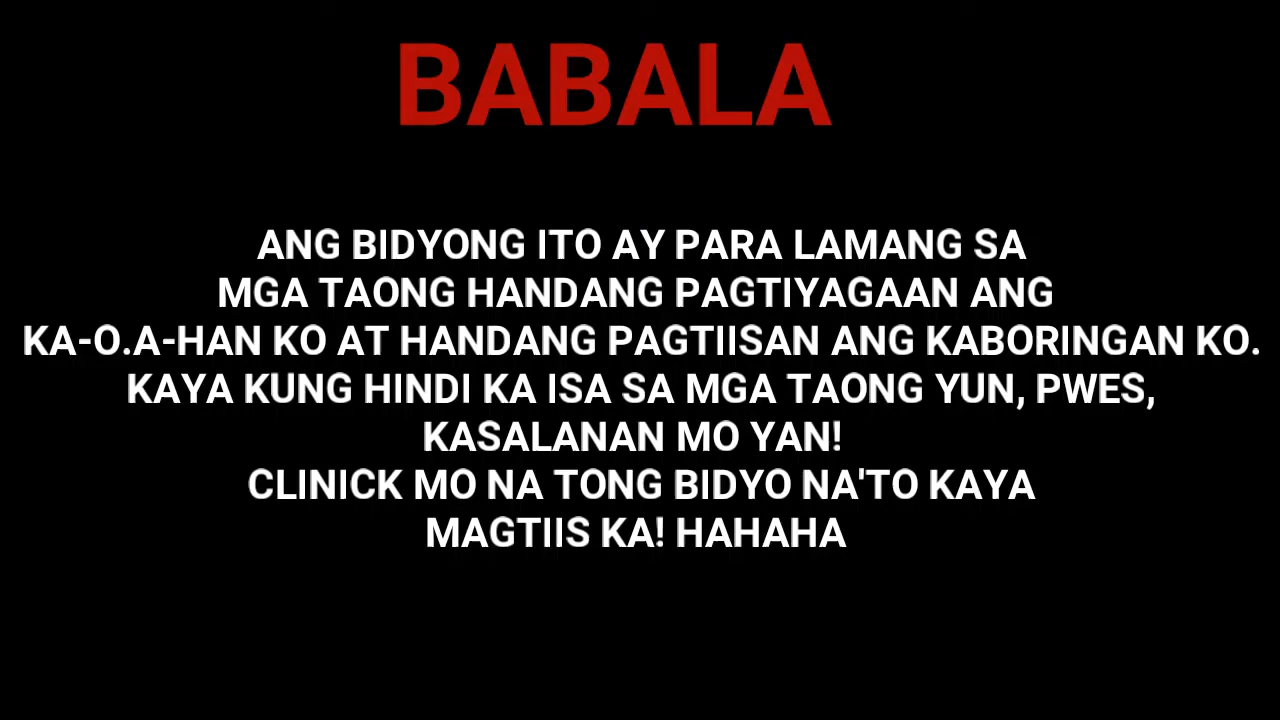 BABALA
ANG BIDYONG ITO AY PARA LAMANG SA
MGA TAONG HANDANG PAGTIYAGAAN ANG
KA-O.A-HAN KO AT HANDANG PAGTIISAN ANG KABORINGAN KO.
KAYA KUNG HINDI KA ISA SA MGA TAONG YUN, PWES,
KASALANAN MO YAN!
CLINICK MO NA TONG BIDYO NA'TO KAYA
MAGTIIS KA! HAHAHA